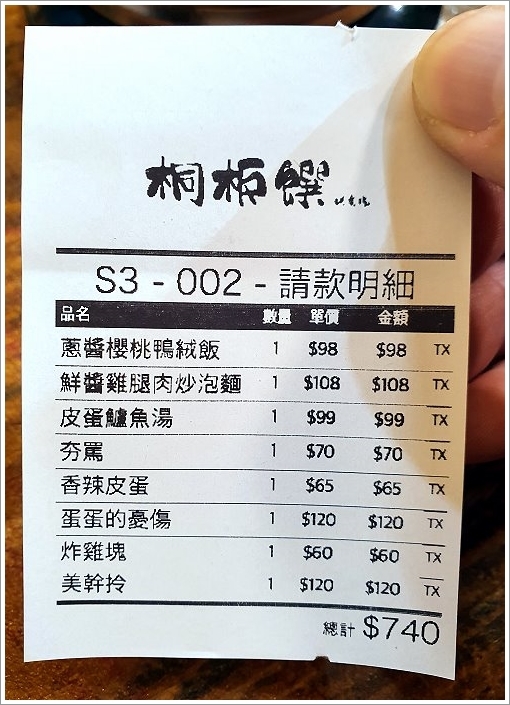 桐板饌
S3 - 002 - 請款明細
品名 數量 單價 金額
蔥醬櫻桃鴨絨飯 1 $98 $98 TX
鮮醬雞腿肉炒泡麵 1 $108 $108 TX
皮蛋鱸魚湯 1 $99 $99 TX
夯罵 1 $70 $70 TX
香辣皮蛋 1 $65 $65 TX
蛋蛋的憂傷 1 $120 $120 TX
炸雞塊 1 $60 $60 TX
美幹拎 1 $120 $120 TX
總計 $740